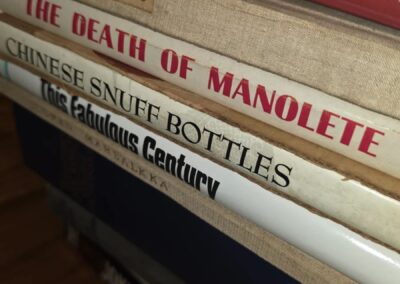 THE DEATH OF MANOLETE
CHINESE SNUFF BOTTLES
This Fabulous Century